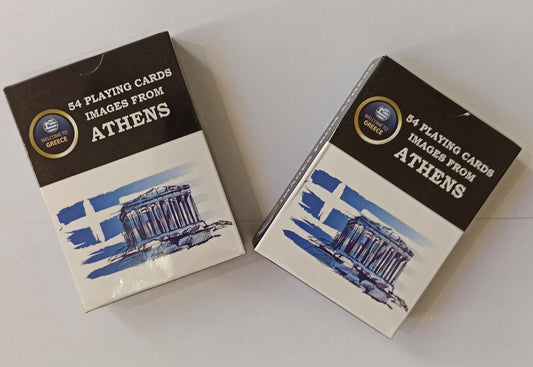 54 PLAYING CARDS
IMAGES FROM
ATHENS
WELCOME TO
GREECE
54 PLAYING CARDS
IMAGES FROM
ATHENS
WELCOME TO
GREECE